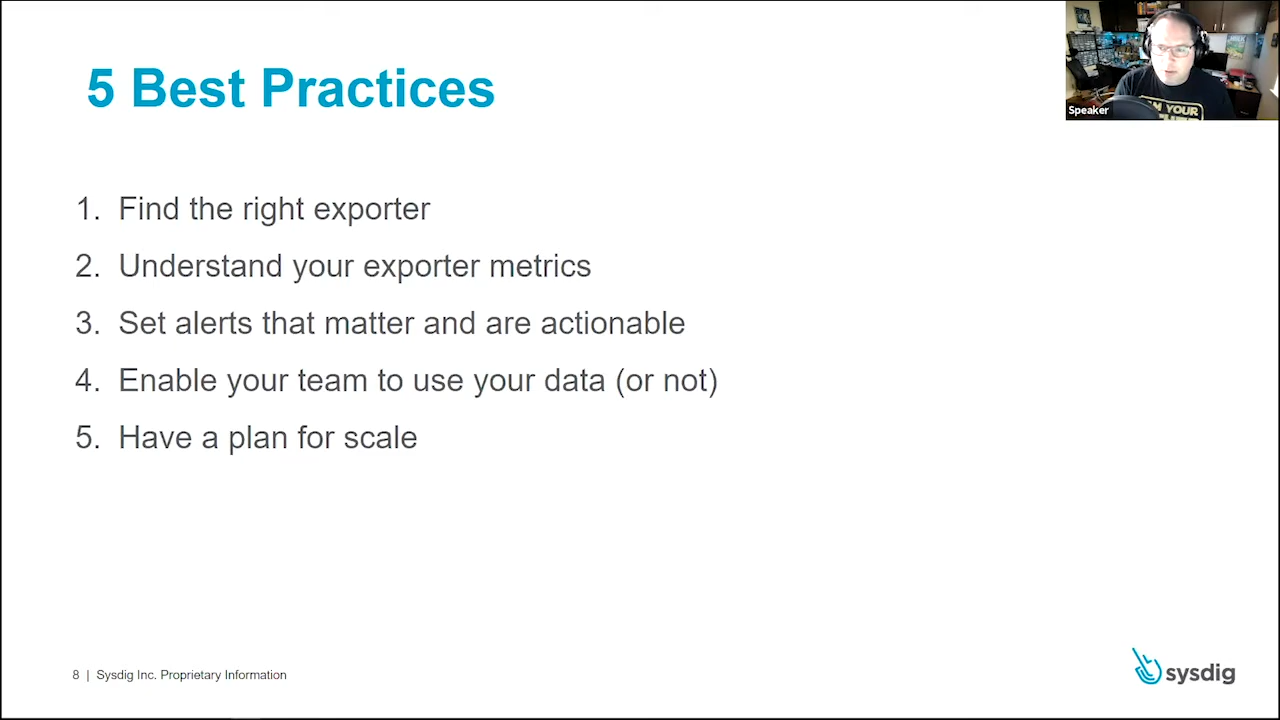 5 Best Practices
Speaker
M YOUR
1. Find the right exporter
2. Understand your exporter metrics
3. Set alerts that matter and are actionable
4. Enable your team to use your data (or not)
5. Have a plan for scale
8 | Sysdig Inc. Proprietary Information
sysdig